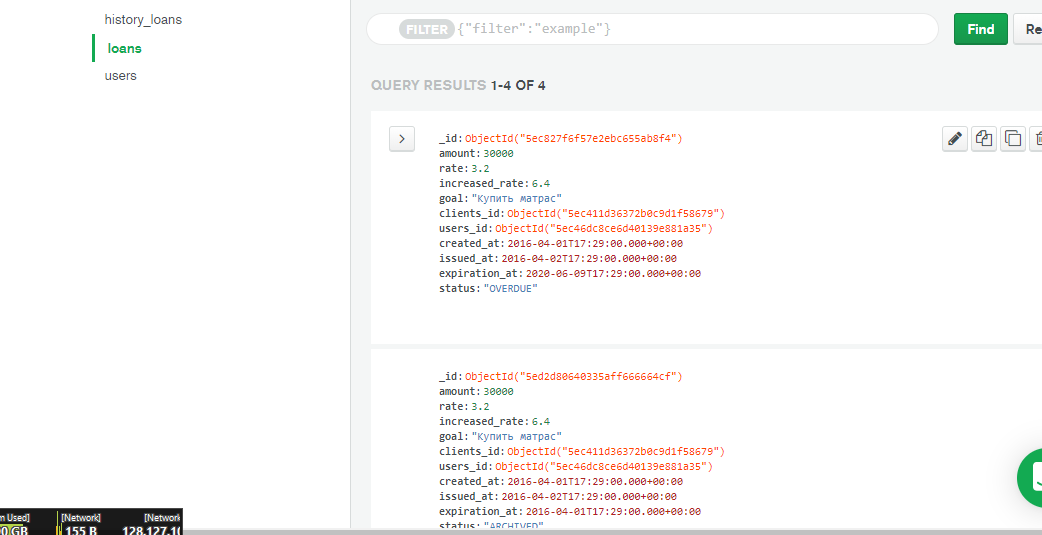 history_loans
loans
users
FILTER {"filter":"example"}
Find
Re
QUERY RESULTS 1-4 OF 4
_id: ObjectId("5ec827f6f57e2ebc655ab8f4")
amount: 30000
rate: 3.2
increased_rate: 6.4
goal: "Купить матрас"
clients_id: ObjectId("5ec411d36372b0c9d1f58679")
users_id: ObjectId("5ec46dc8ce6d40139e881a35")
created_at: 2016-04-01T17:29:00.000+00:00
issued_at: 2016-04-02T17:29:00.000+00:00
expiration_at: 2020-06-09T17:29:00.000+00:00
status: "OVERDUE"
_id: ObjectId("5ed2d80640335aff666664cf")
amount: 30000
rate: 3.2
increased_rate: 6.4
goal: "Купить матрас"
clients_id: ObjectId("5ec411d36372b0c9d1f58679")
users_id: ObjectId("5ec46dc8ce6d40139e881a35")
created_at: 2016-04-01T17:29:00.000+00:00
issued_at: 2016-04-02T17:29:00.000+00:00
expiration_at: 2016-04-01T17:29:00.000+00:00
status: "ARCHIVED"
m Used] [Network] [Network
0 GB 155 B 128,127,10